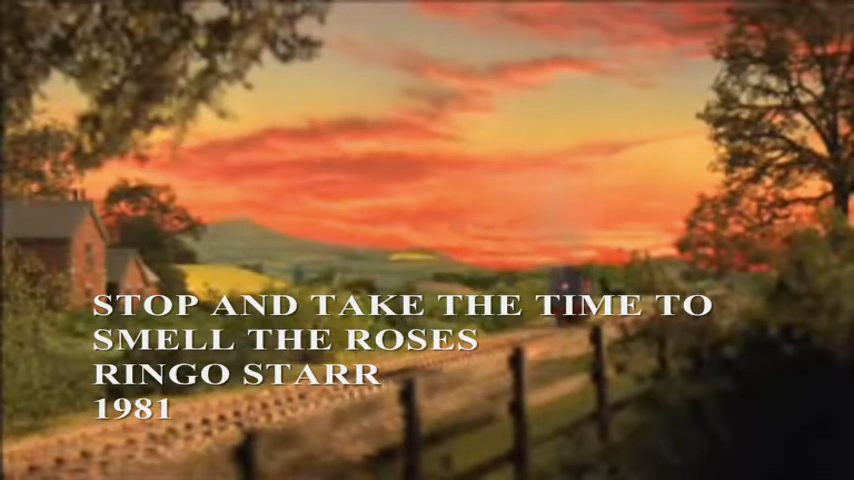 STOP AND TAKE THE TIME TO
SMELL THE ROSES
RINGO STARR
1981